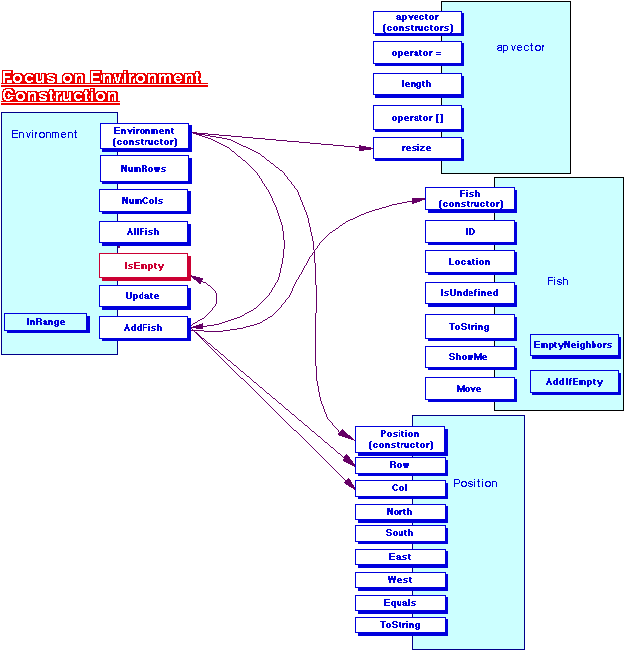 Focus on Environment
Construction
Environment
Environment
(constructor)
NumRows
NumCols
AllFish
IsEmpty
Update
InRange
AddFish
apvector
apvector
(constructors)
operator =
length
operator []
resize
Fish
Fish
(constructor)
ID
Location
IsUndefined
ToString
ShowMe
Move
EmptyNeighbors
AddIfEmpty
Position
Position
(constructor)
Row
Col
North
South
East
West
Equals
ToString